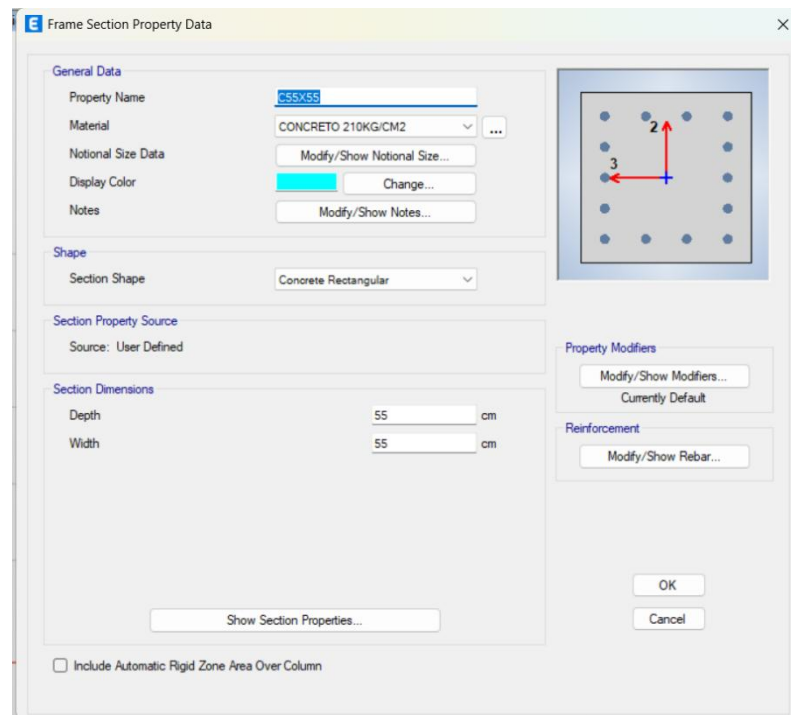 E Frame Section Property Data
General Data
Property Name C55X55
Material CONCRETO 210KG/CM2 ...
Notional Size Data Modify/Show Notional Size...
Display Color Change...
Notes Modify/Show Notes...
2
3
Shape
Section Shape Concrete Rectangular
Section Property Source
Source: User Defined
Property Modifiers
Modify/Show Modifiers...
Currently Default
Section Dimensions
Depth 55 cm
Width 55 cm
Reinforcement
Modify/Show Rebar...
OK
Show Section Properties...
Cancel
Include Automatic Rigid Zone Area Over Column